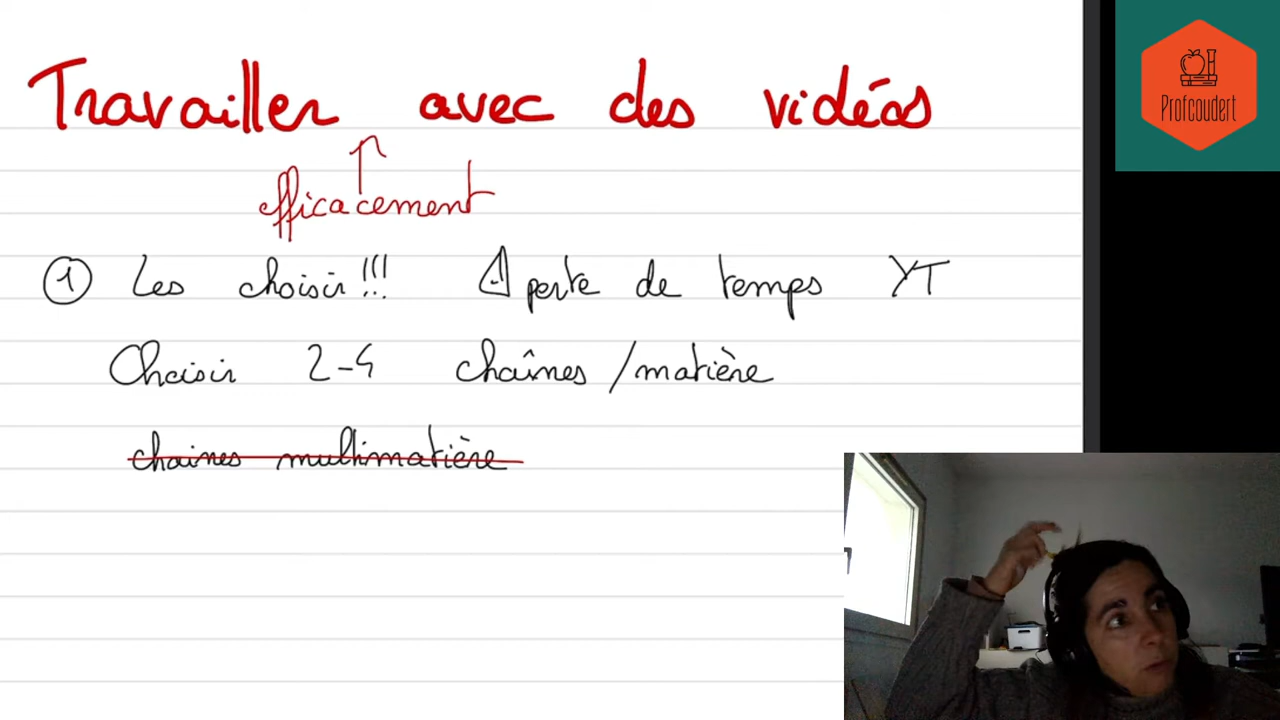 Travailler avec des vidéos
efficacement
① Les choisir!!! ⚠ perte de temps YT
Choisir 2-4 chaînes /matière
chaines multimatière
Profcoudert